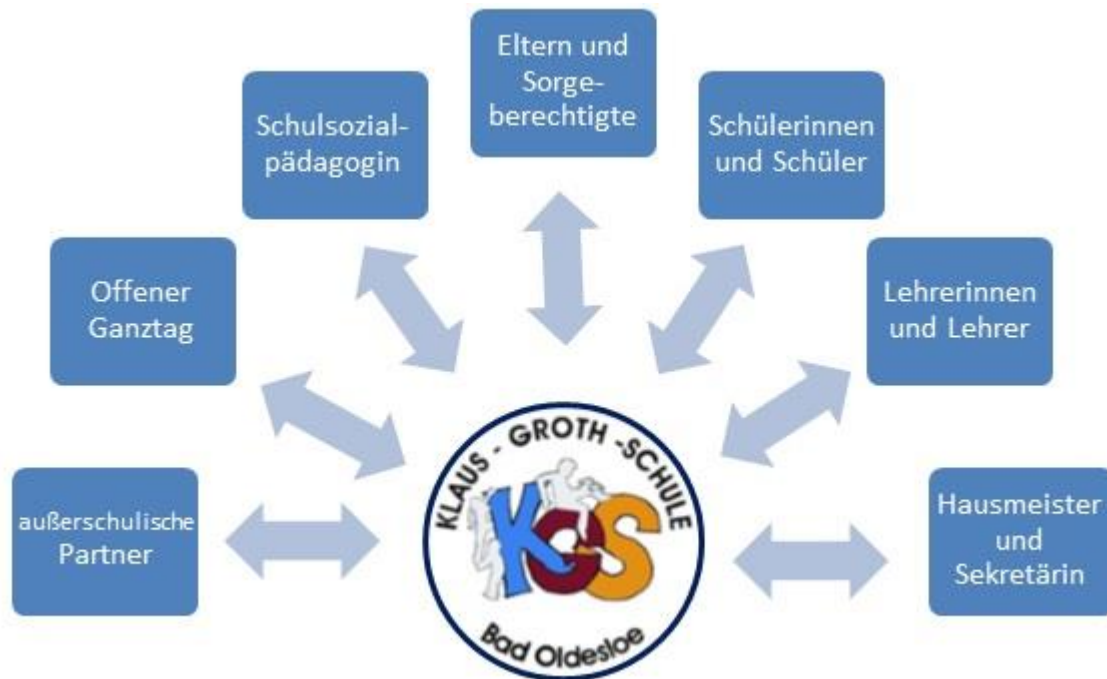 Eltern und
Sorge-
berechtigte
Schulsozial-
pädagogin
Schülerinnen
und Schüler
Offener
Ganztag
Lehrerinnen
und Lehrer
außerschulische
Partner
Hausmeister
und
Sekretärin
KLAUS - GROTH -SCHULE
KGS
Bad Oldesloe